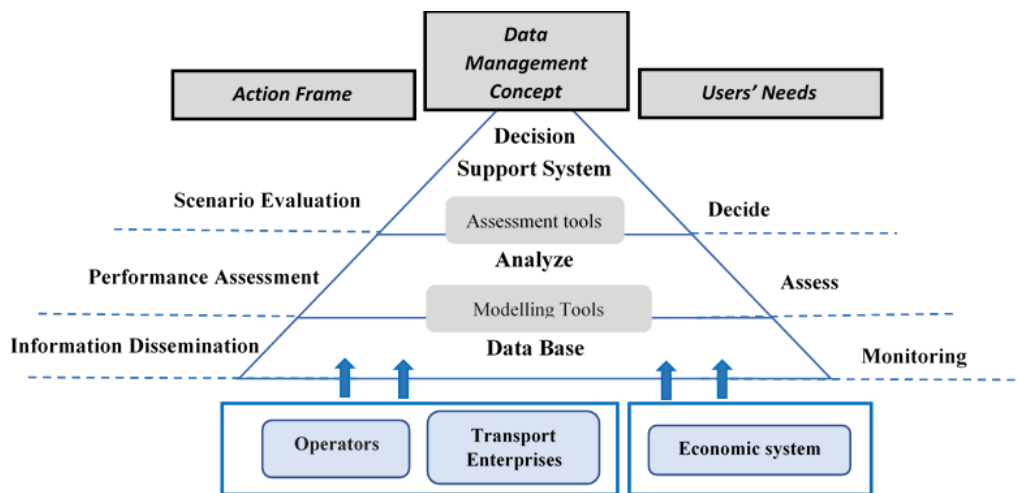 Data
Management
Concept
Action Frame
Users' Needs
Decision
Support System
Scenario Evaluation
Assessment tools
Decide
Analyze
Performance Assessment
Assess
Modelling Tools
Information Dissemination
Data Base
Monitoring
Operators
Transport
Enterprises
Economic system